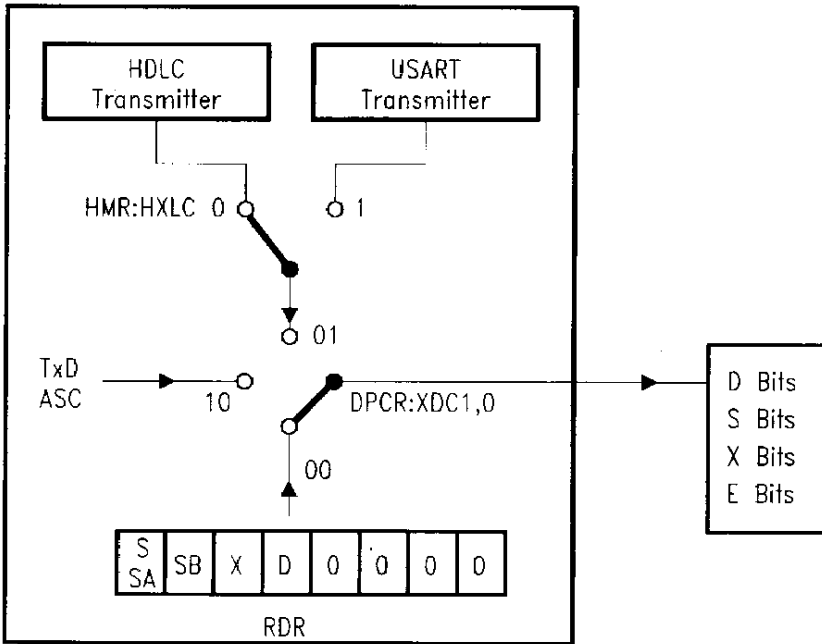 HDLC
Transmitter
USART
Transmitter
HMR:HXLC 0
1
01
TxD
ASC
10
DPCR:XDC1,0
00
D Bits
S Bits
X Bits
E Bits
S
SA
SB
X
D
0
0
0
0
RDR